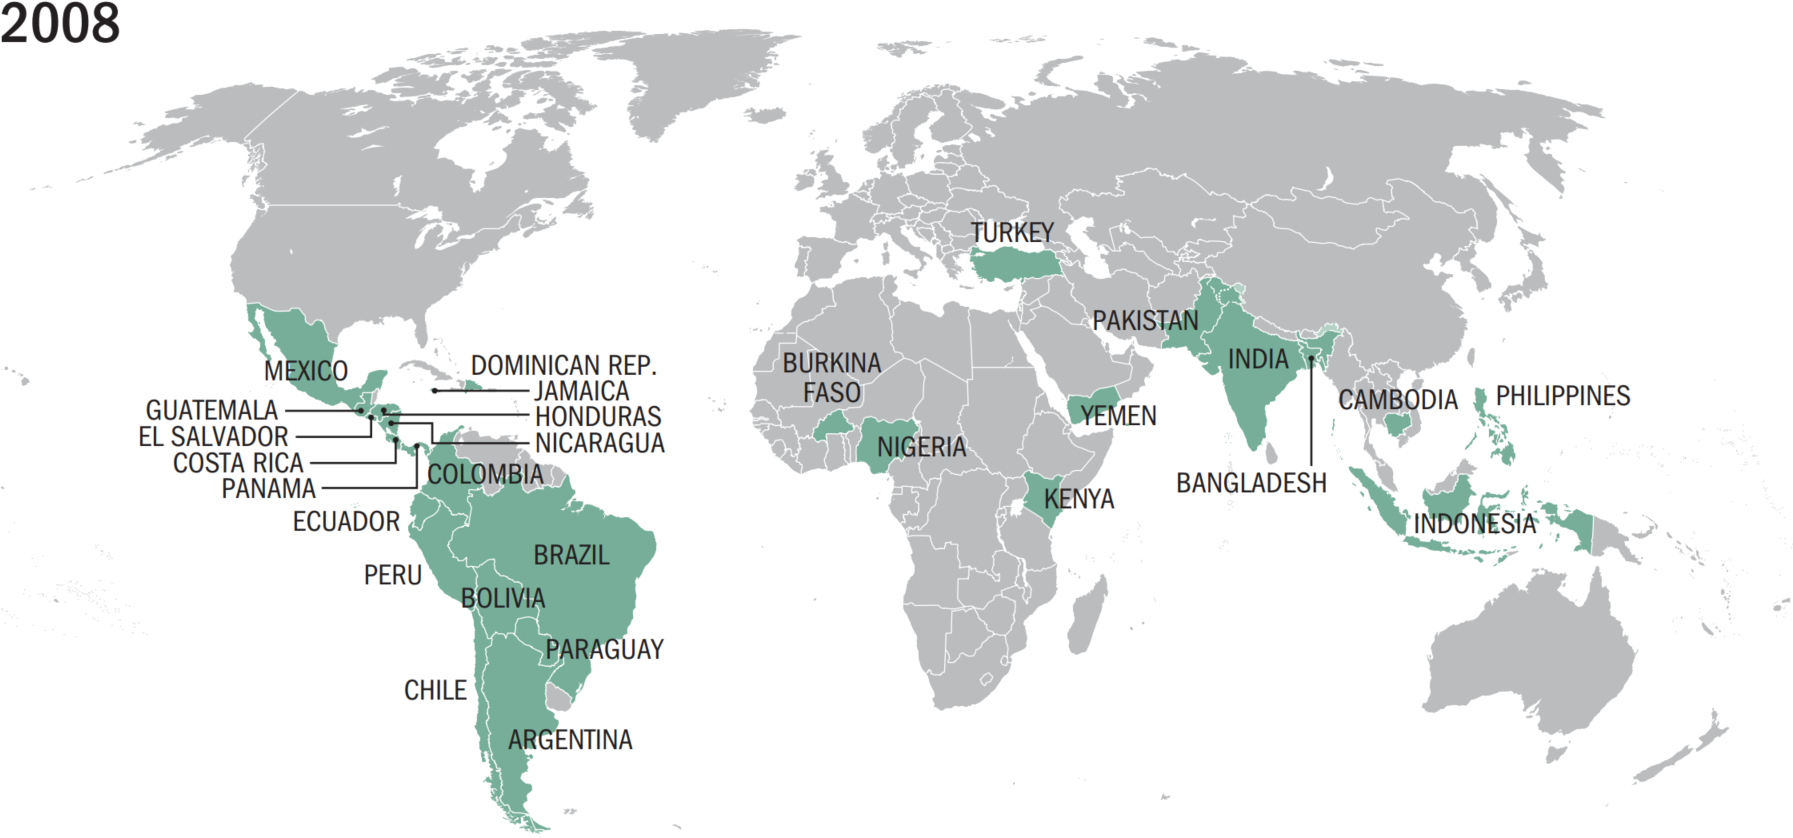 2008
TURKEY
PAKISTAN
INDIA
MEXICO
DOMINICAN REP.
JAMAICA
HONDURAS
NICARAGUA
GUATEMALA
EL SALVADOR
COSTA RICA
PANAMA
COLOMBIA
ECUADOR
PERU
BRAZIL
BOLIVIA
PARAGUAY
CHILE
ARGENTINA
BURKINA
FASO
NIGERIA
YEMEN
KENYA
BANGLADESH
CAMBODIA
PHILIPPINES
INDONESIA